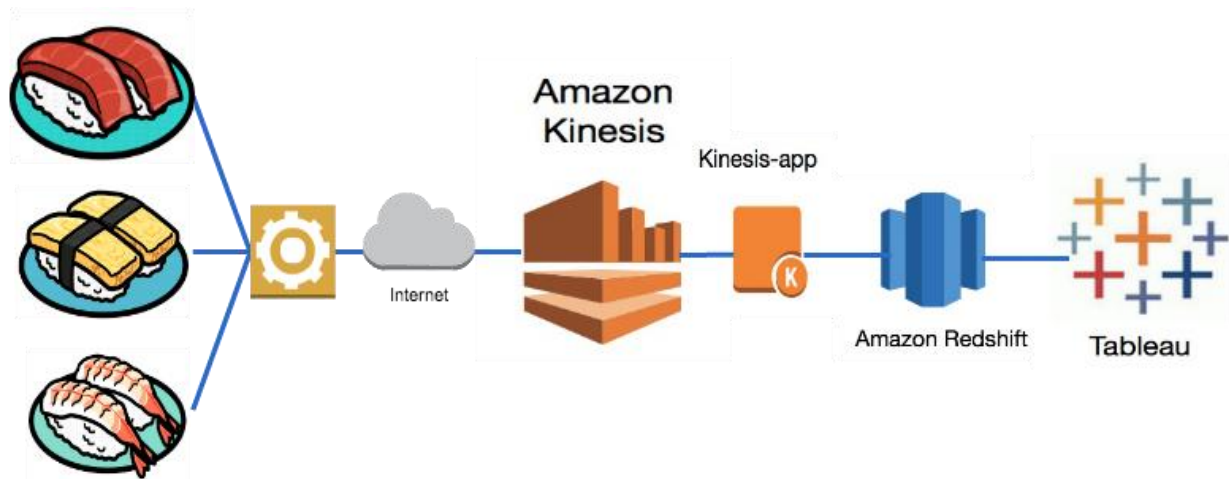 Amazon
Kinesis
Kinesis-app
K
Internet
Amazon Redshift
Tableau